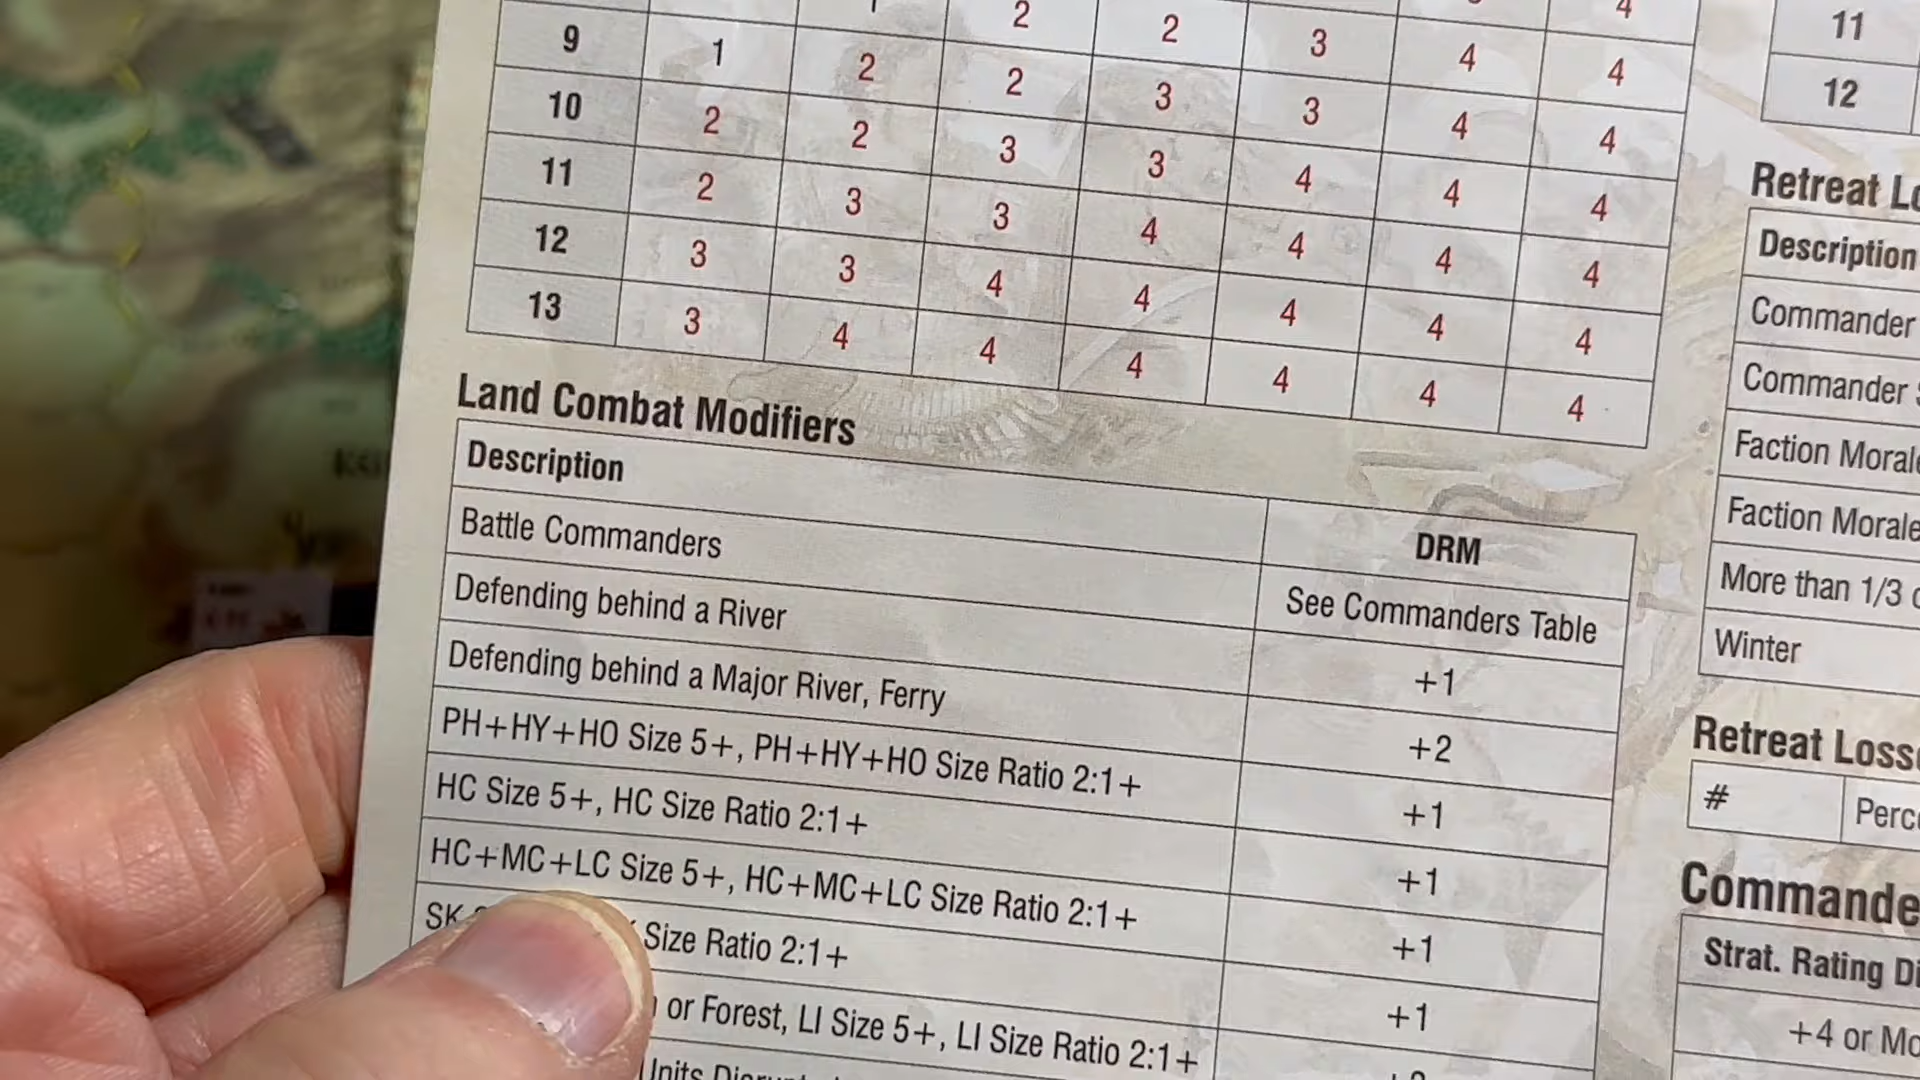 2 2 3 4 4
9 1 2 2 3 3 4 4
10 2 2 3 3 4 4 4
11 2 3 3 4 4 4 4
12 3 3 4 4 4 4 4
13 3 4 4 4 4 4 4
Land Combat Modifiers
Description DRM
Battle Commanders See Commanders Table
Defending behind a River +1
Defending behind a Major River, Ferry +2
PH+HY+HO Size 5+, PH+HY+HO Size Ratio 2:1+ +1
HC Size 5+, HC Size Ratio 2:1+ +1
HC+MC+LC Size 5+, HC+MC+LC Size Ratio 2:1+ +1
SK Size Ratio 2:1+ +1
or Forest, LI Size 5+, LI Size Ratio 2:1+
Units
11
12
Retreat
Description
Commander
Commander
Faction
Faction Morale
More than 1/3
Winter
Retreat
#
Strat. Rating
+4 or